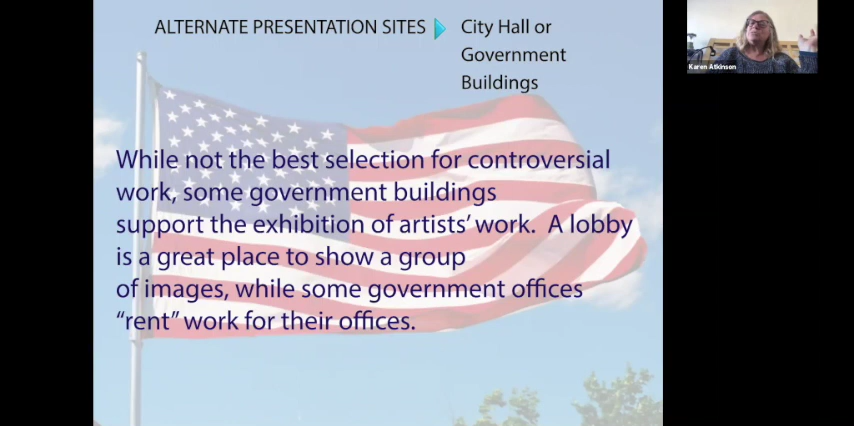 ALTERNATE PRESENTATION SITES City Hall or
Government
Buildings
While not the best selection for controversial
work, some government buildings
support the exhibition of artists' work. A lobby
is a great place to show a group
of images, while some government offices
“rent” work for their offices.
Karen Atkinson